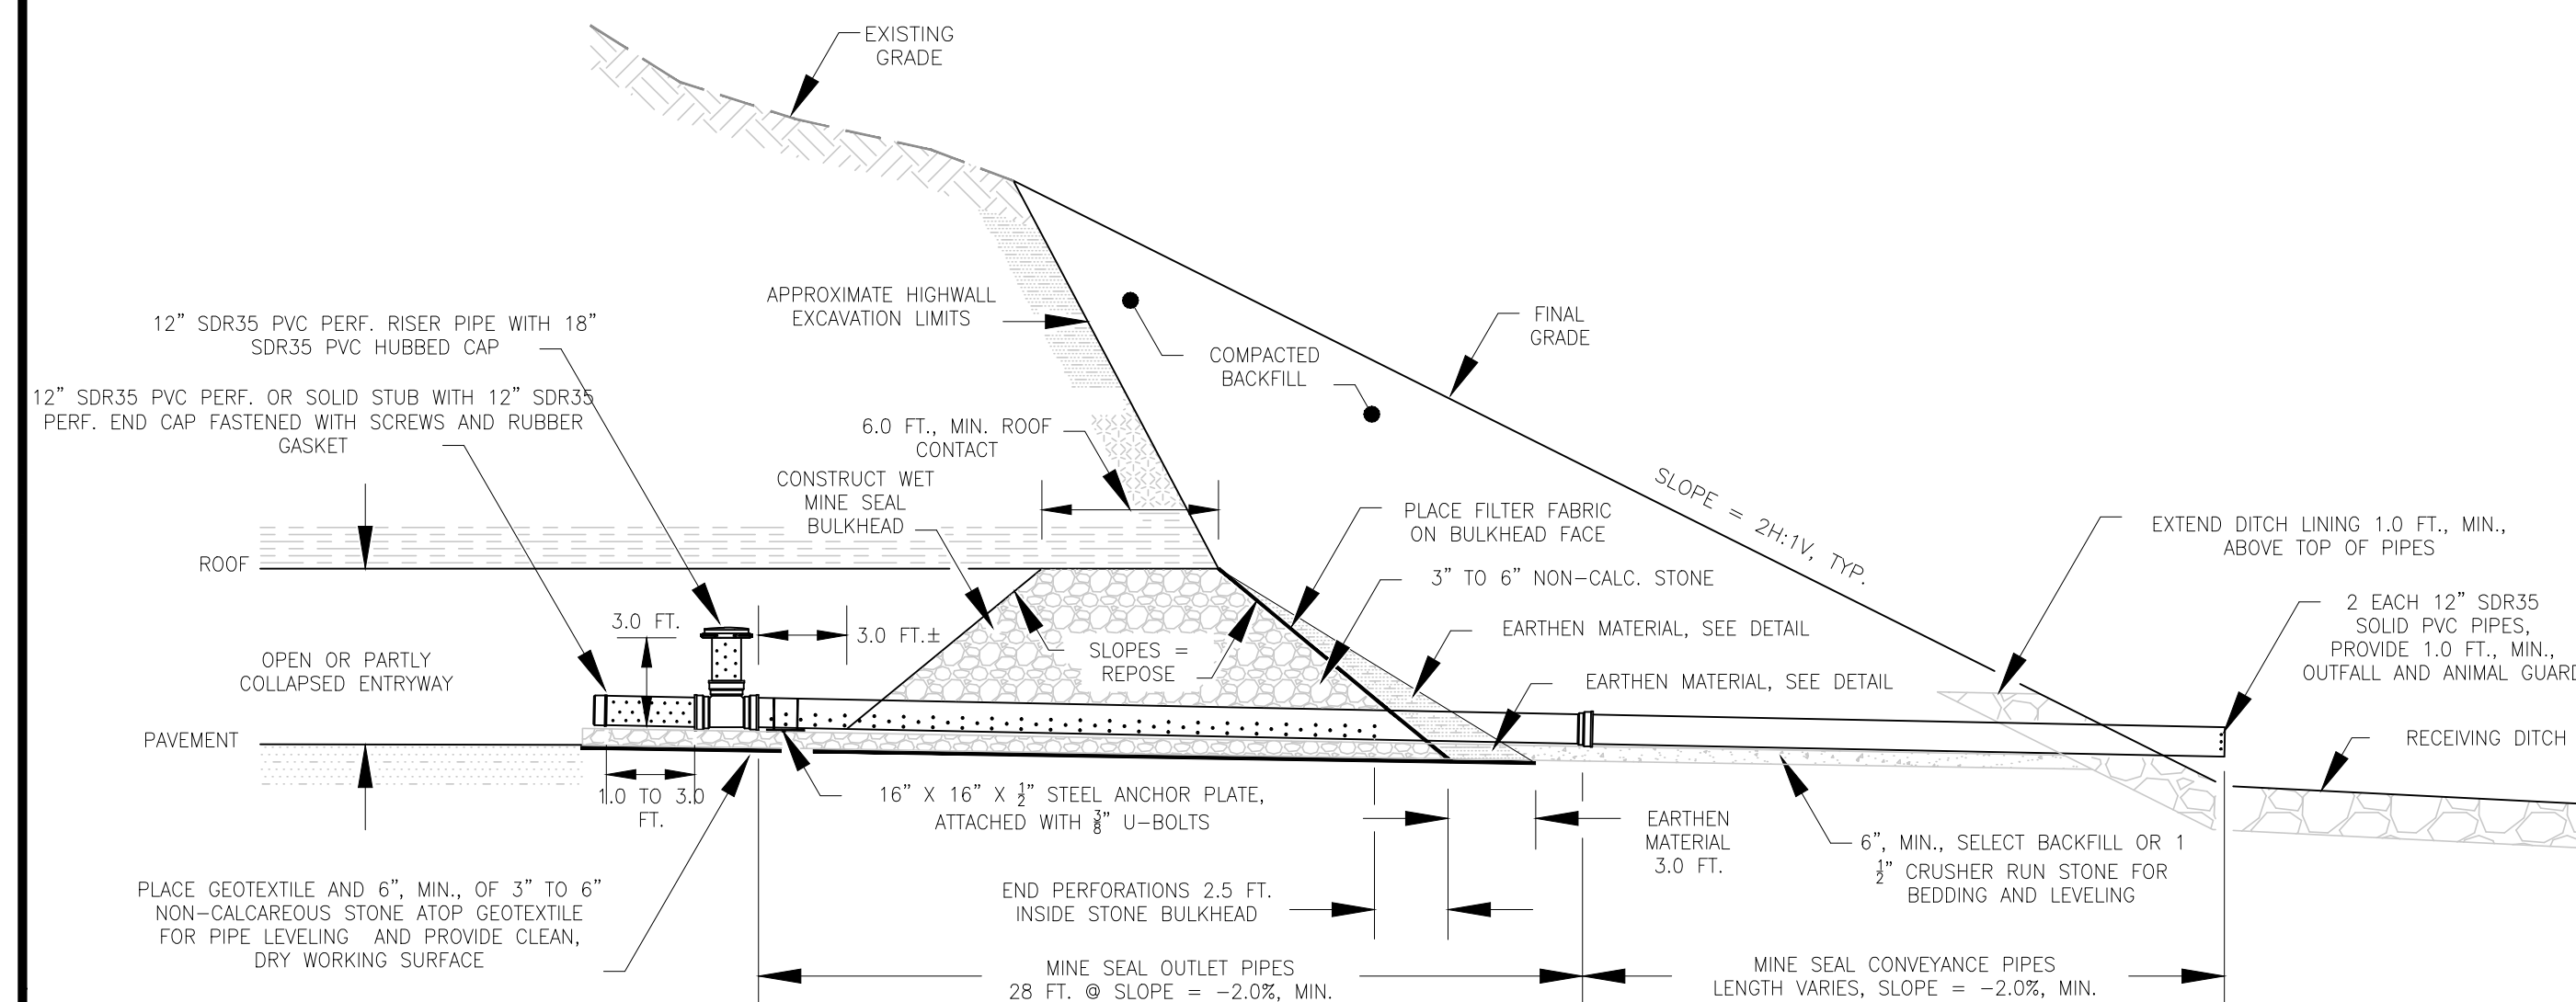 EXISTING
GRADE
12” SDR35 PVC PERF. RISER PIPE WITH 18”
SDR35 PVC HUBBED CAP
12” SDR35 PVC PERF. OR SOLID STUB WITH 12” SDR35
PERF. END CAP FASTENED WITH SCREWS AND RUBBER
GASKET
APPROXIMATE HIGHWALL
EXCAVATION LIMITS
COMPACTED
BACKFILL
FINAL
GRADE
6.0 FT., MIN. ROOF
CONTACT
CONSTRUCT WET
MINE SEAL
BULKHEAD
SLOPE = 2H:1V, TYP.
PLACE FILTER FABRIC
ON BULKHEAD FACE
3” TO 6” NON-CALC. STONE
EARTHEN MATERIAL, SEE DETAIL
EARTHEN MATERIAL, SEE DETAIL
EXTEND DITCH LINING 1.0 FT., MIN.,
ABOVE TOP OF PIPES
2 EACH 12” SDR35
SOLID PVC PIPES,
PROVIDE 1.0 FT., MIN.,
OUTFALL AND ANIMAL GUARD
RECEIVING DITCH
ROOF
3.0 FT.
3.0 FT.±
SLOPES =
REPOSE
OPEN OR PARTLY
COLLAPSED ENTRYWAY
PAVEMENT
1.0 TO 3.0
FT.
16” X 16” X ½” STEEL ANCHOR PLATE,
ATTACHED WITH ⅜” U-BOLTS
EARTHEN
MATERIAL
3.0 FT.
6”, MIN., SELECT BACKFILL OR 1
½” CRUSHER RUN STONE FOR
BEDDING AND LEVELING
PLACE GEOTEXTILE AND 6”, MIN., OF 3” TO 6”
NON-CALCAREOUS STONE ATOP GEOTEXTILE
FOR PIPE LEVELING AND PROVIDE CLEAN,
DRY WORKING SURFACE
END PERFORATIONS 2.5 FT.
INSIDE STONE BULKHEAD
MINE SEAL OUTLET PIPES
28 FT. @ SLOPE = -2.0%, MIN.
MINE SEAL CONVEYANCE PIPES
LENGTH VARIES, SLOPE = -2.0%, MIN.